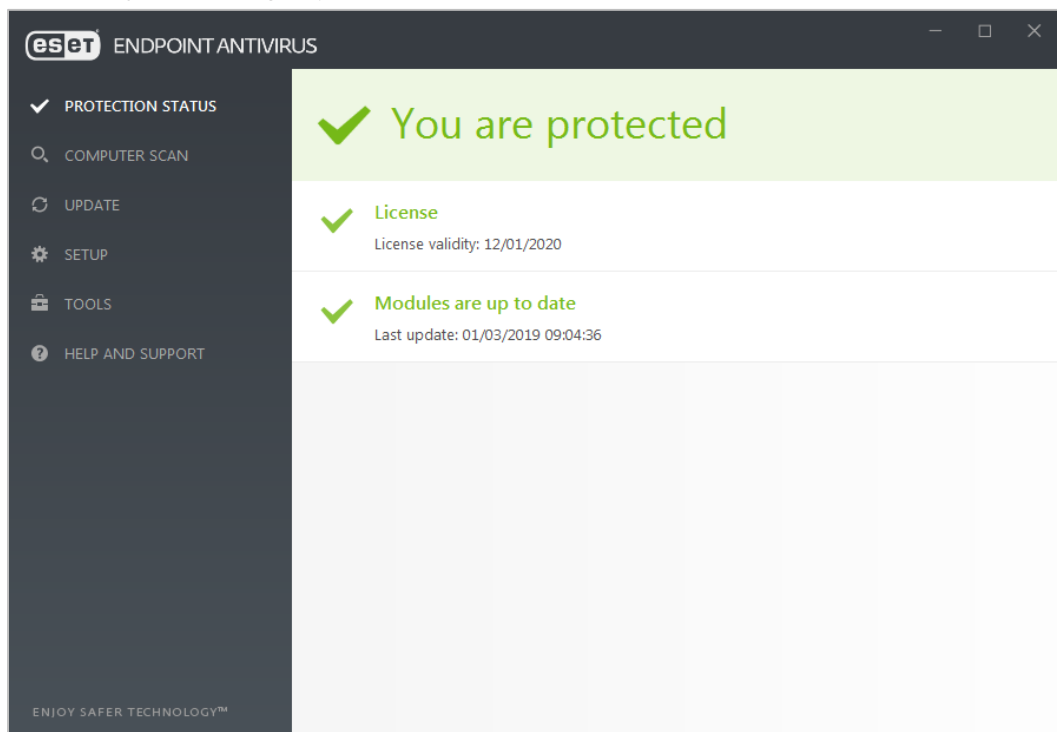 eset ENDPOINT ANTIVIRUS
PROTECTION STATUS
COMPUTER SCAN
UPDATE
SETUP
TOOLS
HELP AND SUPPORT
ENJOY SAFER TECHNOLOGY™
You are protected
License
License validity: 12/01/2020
Modules are up to date
Last update: 01/03/2019 09:04:36